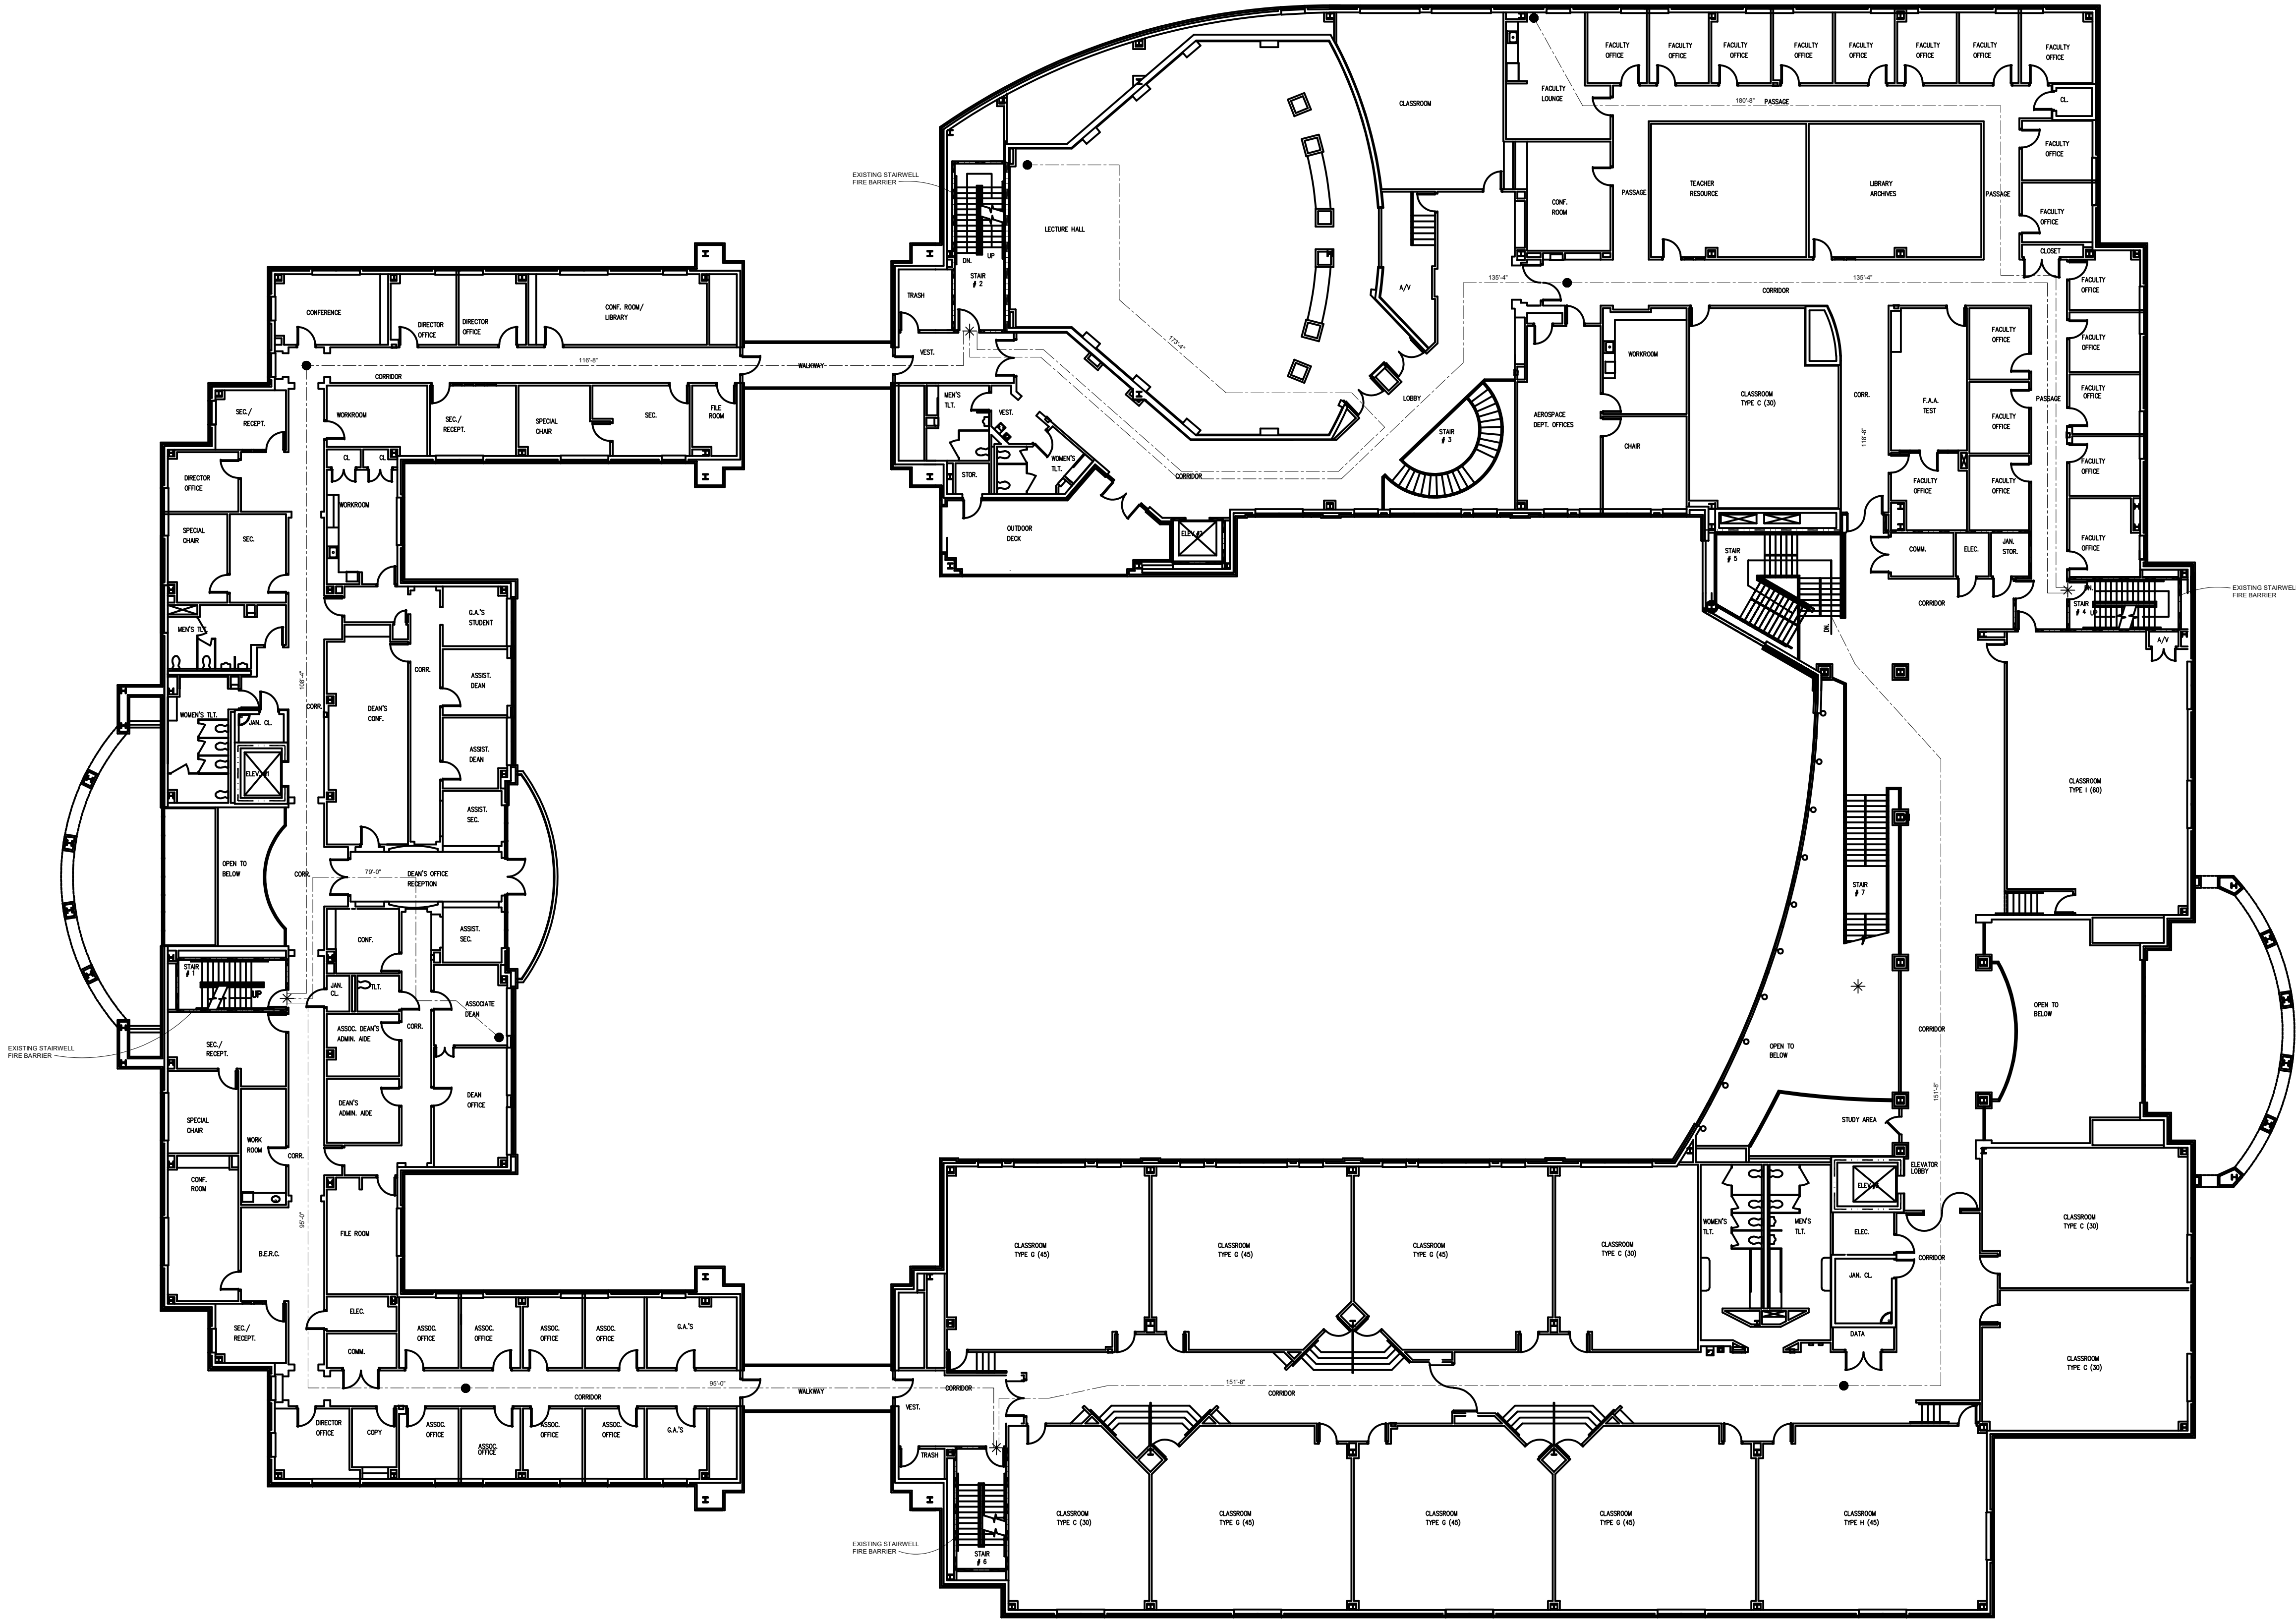 FACULTY
OFFICE
FACULTY
OFFICE
FACULTY
OFFICE
FACULTY
OFFICE
FACULTY
OFFICE
FACULTY
OFFICE
FACULTY
OFFICE
FACULTY
OFFICE
FACULTY
LOUNGE
CLASSROOM
180'-8"
PASSAGE
CL.
FACULTY
OFFICE
EXISTING STAIRWELL
FIRE BARRIER
TEACHER
RESOURCE
LIBRARY
ARCHIVES
PASSAGE
PASSAGE
CONF.
ROOM
FACULTY
OFFICE
LECTURE HALL
CLOSET
DN.
UP
STAIR
# 2
TRASH
A/V
135'-4"
135'-4"
CORRIDOR
FACULTY
OFFICE
CONFERENCE
DIRECTOR
OFFICE
DIRECTOR
OFFICE
CONF. ROOM/
LIBRARY
FACULTY
OFFICE
FACULTY
OFFICE
173'-4"
VEST.
116'-8"
WALKWAY
CORRIDOR
WORKROOM
CLASSROOM
TYPE C (30)
CORR.
F.A.A.
TEST
FACULTY
OFFICE
PASSAGE
FACULTY
OFFICE
MEN'S
TLT.
VEST.
LOBBY
AEROSPACE
DEPT. OFFICES
STAIR
# 3
SEC./
RECEPT.
WORKROOM
SEC./
RECEPT.
SPECIAL
CHAIR
SEC.
FILE
ROOM
118'-8"
CHAIR
CL
CL
WOMEN'S
TLT.
STOR.
CORRIDOR
FACULTY
OFFICE
FACULTY
OFFICE
FACULTY
OFFICE
DIRECTOR
OFFICE
WORKROOM
SPECIAL
CHAIR
SEC.
OUTDOOR
DECK
STAIR
# 5
COMM.
ELEC.
JAN.
STOR.
FACULTY
OFFICE
EXISTING STAIRWELL
FIRE BARRIER
DN.
STAIR
# 4
UP
CORRIDOR
DN.
A/V
G.A.'S
STUDENT
CORR.
ASSIST.
DEAN
108'-4"
CORR.
DEAN'S
CONF.
WOMEN'S TLT.
JAN. CL.
ASSIST.
DEAN
CLASSROOM
TYPE I (60)
ASSIST.
SEC.
OPEN TO
BELOW
CORR.
79'-0"
DEAN'S OFFICE
RECEPTION
STAIR
# 7
CONF.
ASSIST.
SEC.
STAIR
# 1
UP
JAN.
CL.
TLT.
ASSOCIATE
DEAN
OPEN TO
BELOW
ASSOC. DEAN'S
ADMIN. AIDE
CORR.
CORRIDOR
EXISTING STAIRWELL
FIRE BARRIER
SEC./
RECEPT.
OPEN TO
BELOW
DEAN
OFFICE
DEAN'S
ADMIN. AIDE
151'-8"
SPECIAL
CHAIR
WORK
ROOM
CORR.
STUDY AREA
ELEVATOR
LOBBY
CONF.
ROOM
95'-0"
FILE ROOM
B.E.R.C.
CLASSROOM
TYPE G (45)
CLASSROOM
TYPE G (45)
CLASSROOM
TYPE G (45)
CLASSROOM
TYPE C (30)
WOMEN'S
TLT.
MEN'S
TLT.
ELEC.
CLASSROOM
TYPE C (30)
CORRIDOR
JAN. CL.
ELEC.
SEC./
RECEPT.
COMM.
ASSOC.
OFFICE
ASSOC.
OFFICE
ASSOC.
OFFICE
ASSOC.
OFFICE
G.A.'S
DATA
CLASSROOM
TYPE C (30)
95'-0"
CORRIDOR
WALKWAY
CORRIDOR
VEST.
151'-8"
CORRIDOR
DIRECTOR
OFFICE
COPY
ASSOC.
OFFICE
ASSOC.
OFFICE
ASSOC.
OFFICE
ASSOC.
OFFICE
G.A.'S
TRASH
CLASSROOM
TYPE C (30)
CLASSROOM
TYPE G (45)
CLASSROOM
TYPE G (45)
CLASSROOM
TYPE G (45)
CLASSROOM
TYPE H (45)
EXISTING STAIRWELL
FIRE BARRIER
STAIR
# 6